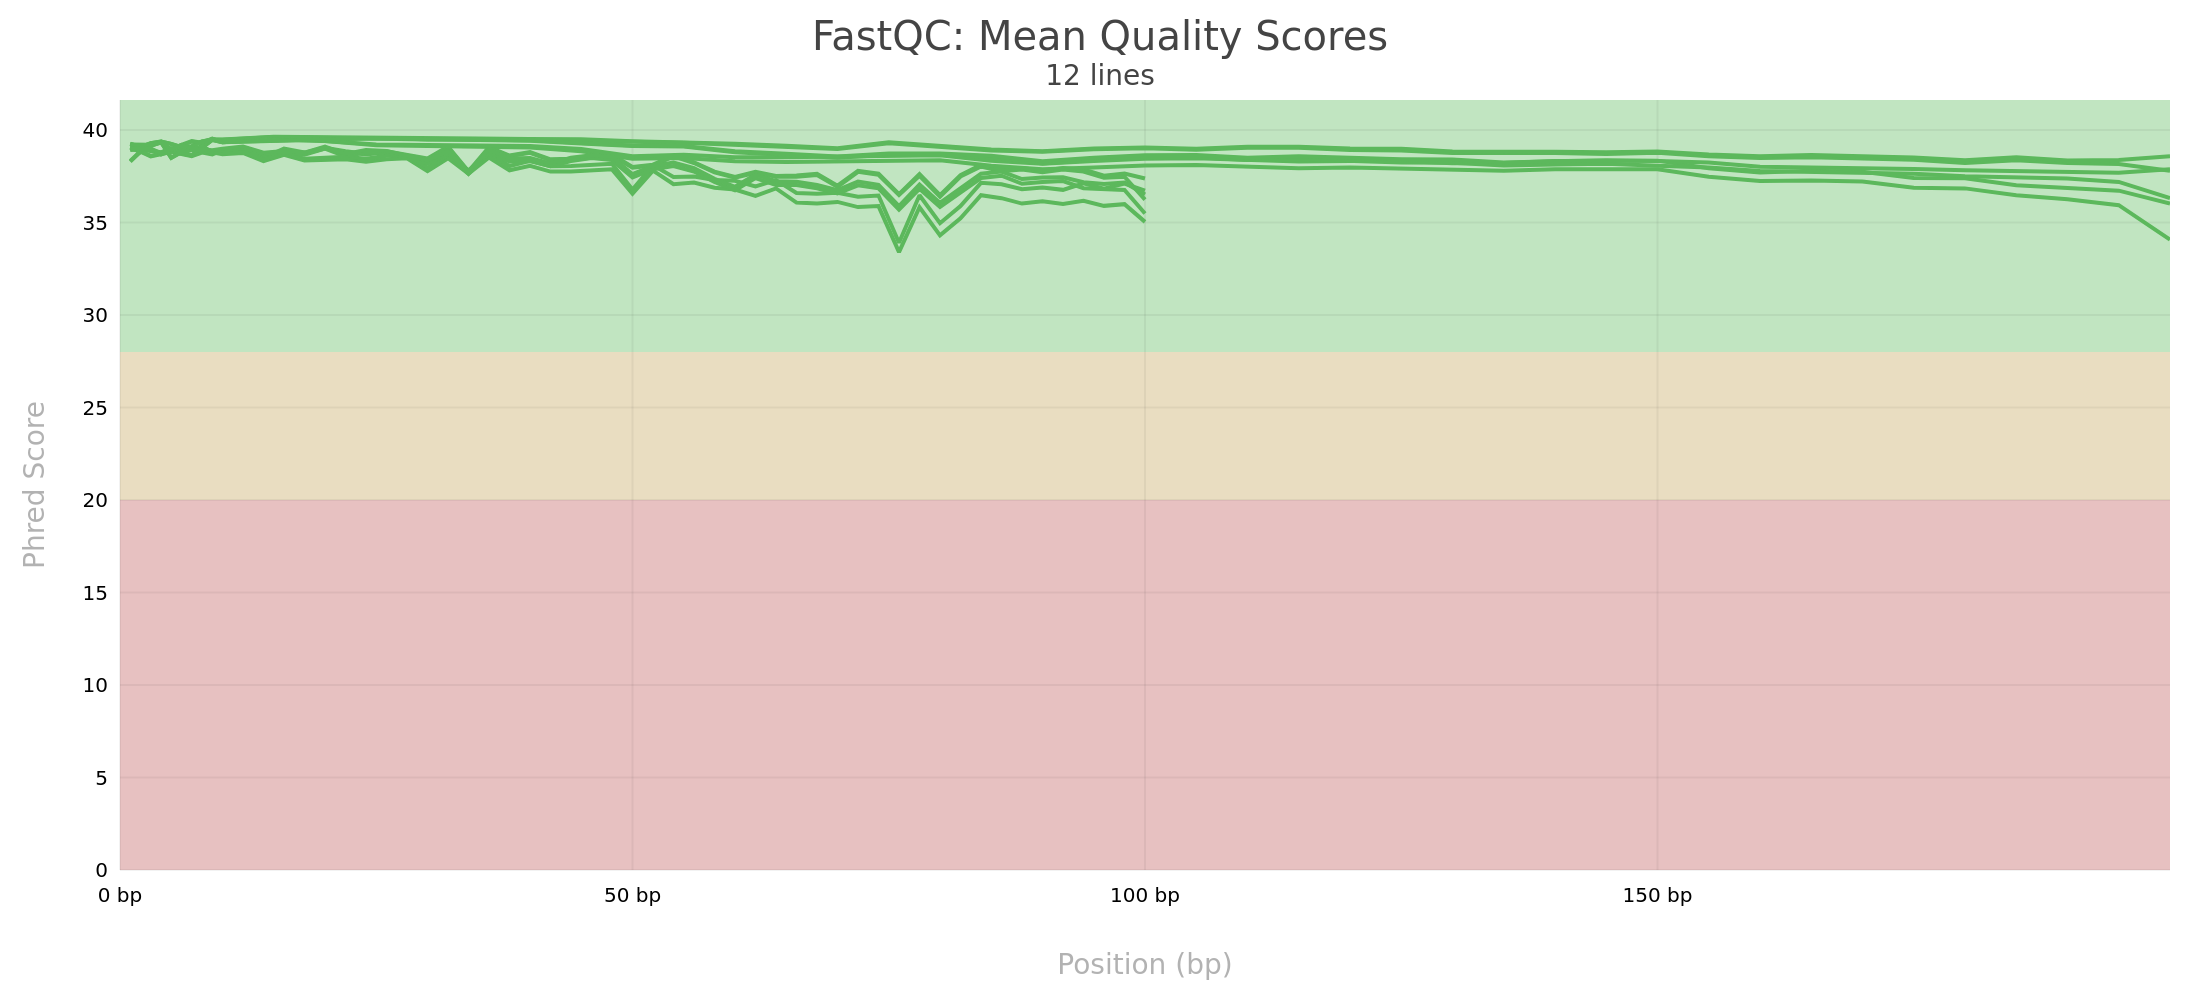 FastQC: Mean Quality Scores
12 lines
40
35
30
25
20
15
10
5
0
Phred Score
0 bp
50 bp
100 bp
150 bp
Position (bp)